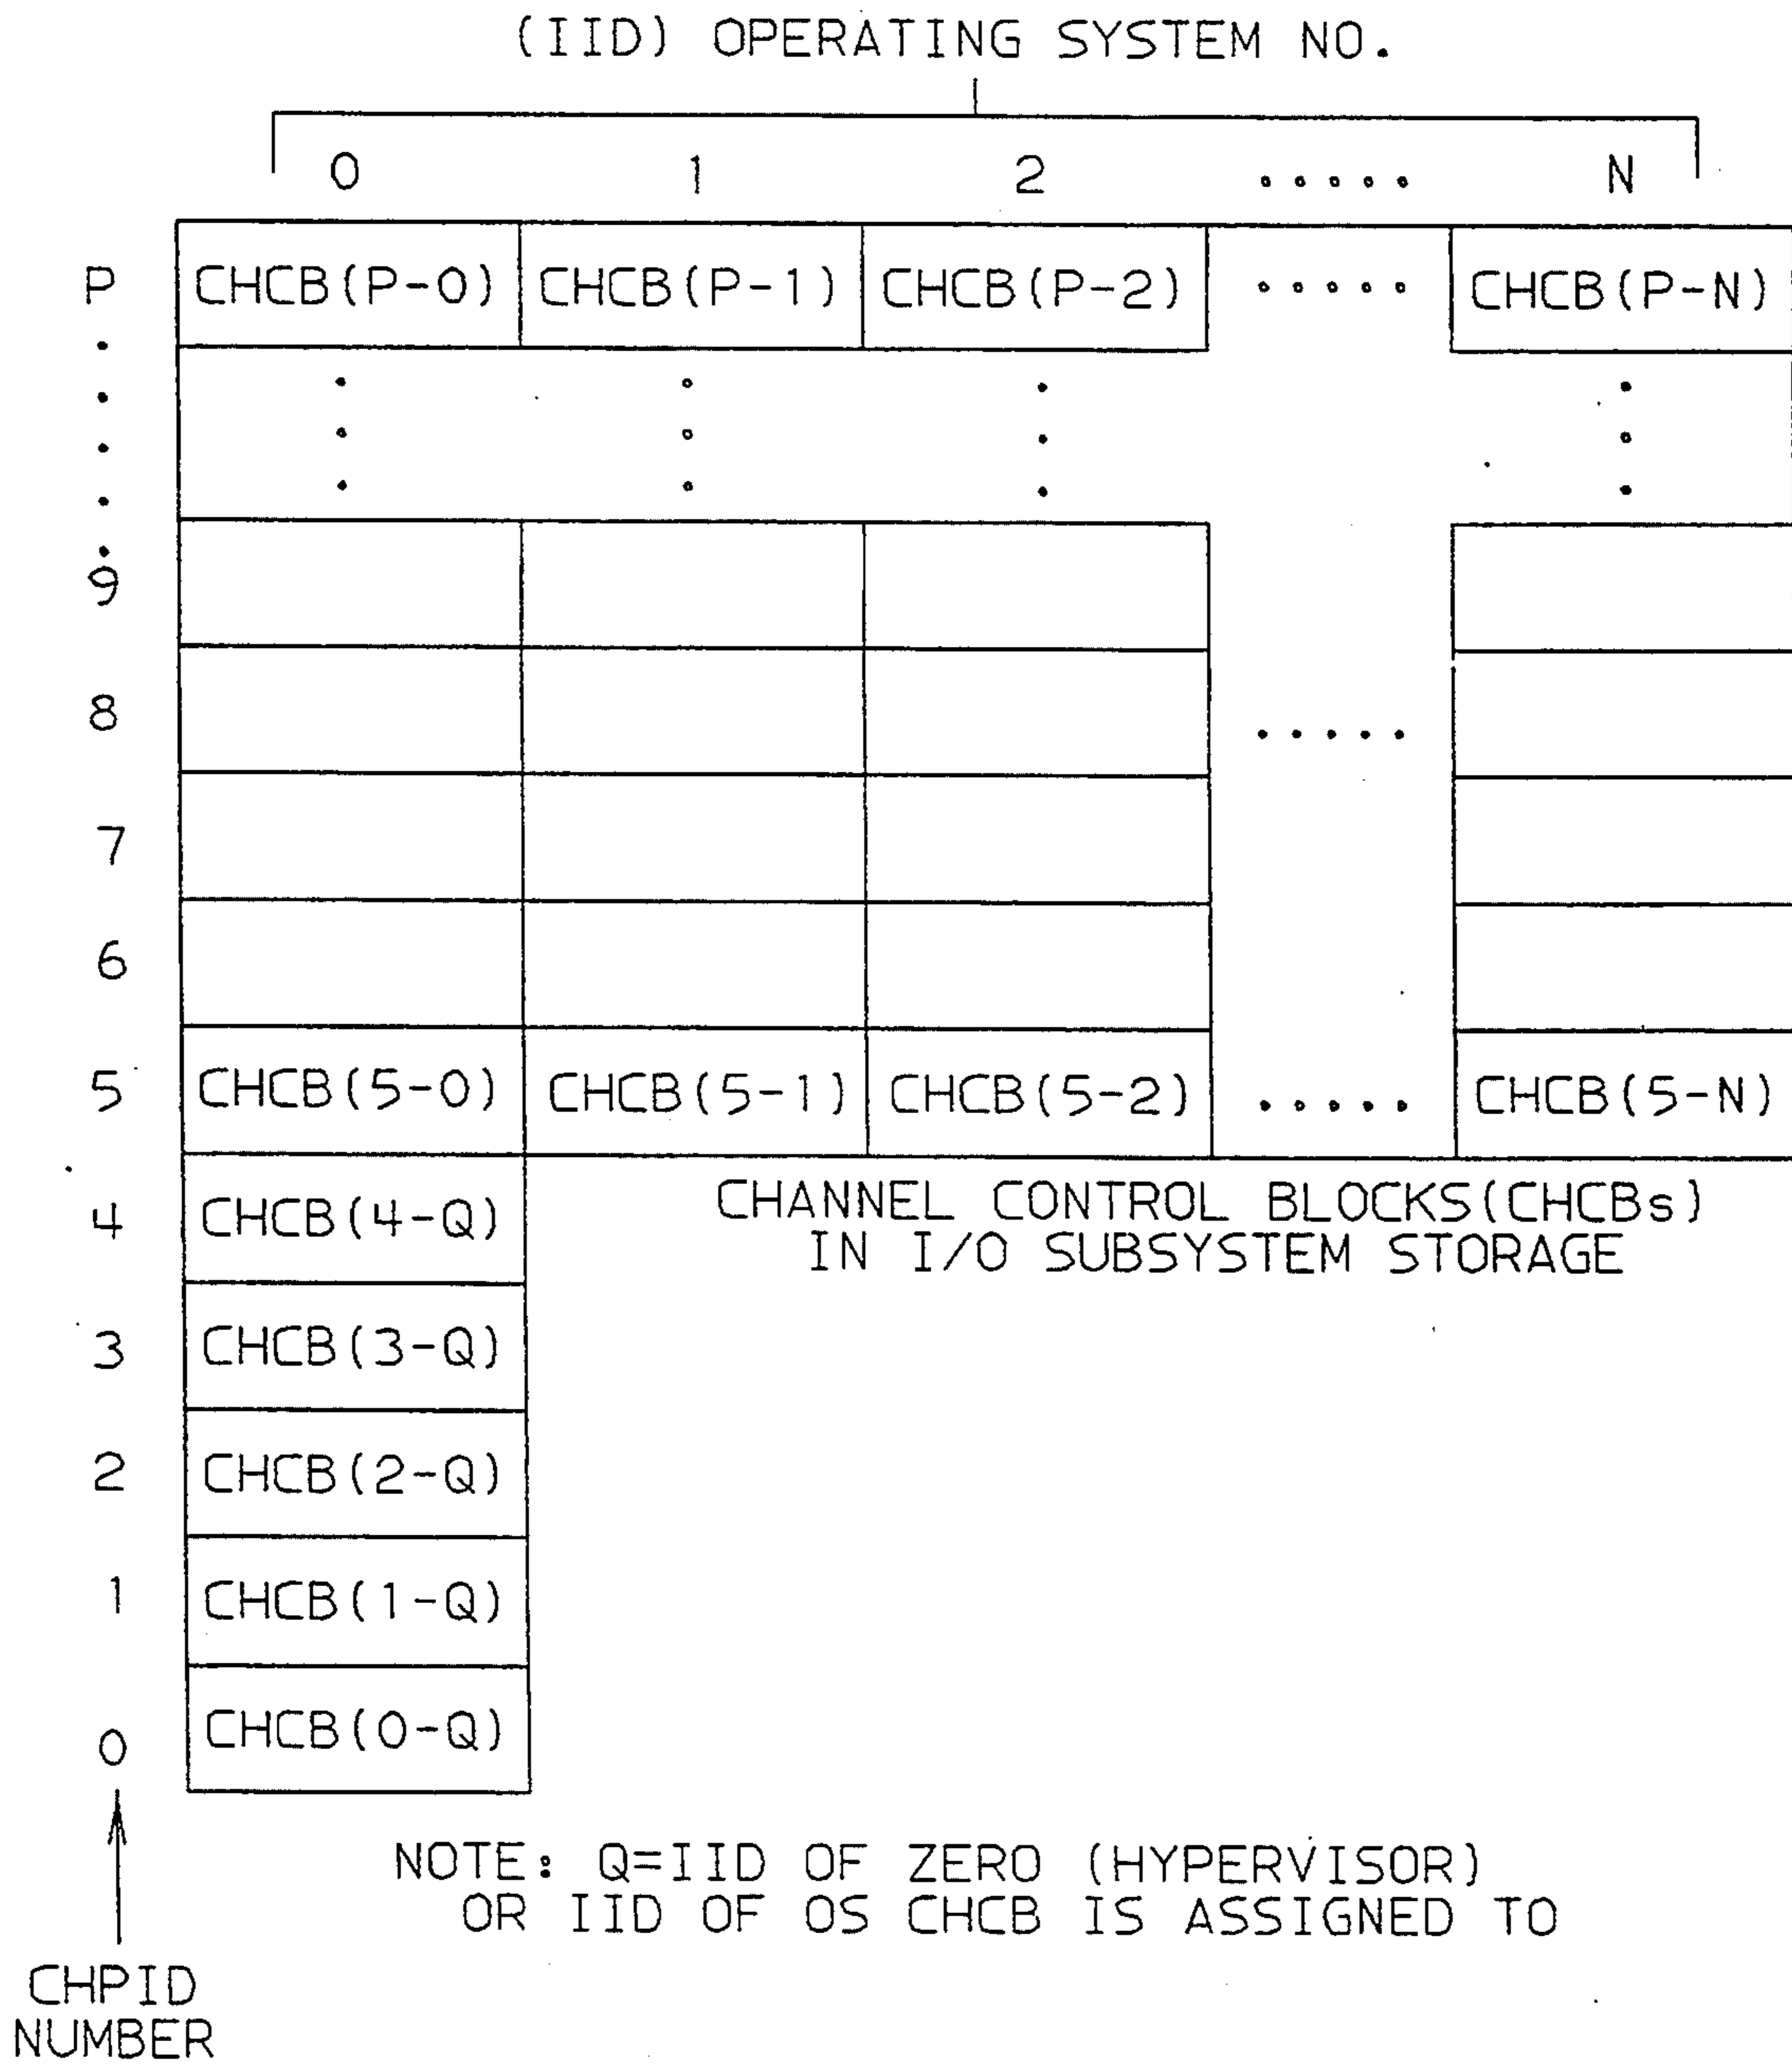 (IID) OPERATING SYSTEM NO.
0 1 2 ..... N
P CHCB(P-0) CHCB(P-1) CHCB(P-2) ..... CHCB(P-N)
9
8 .....
7
6
5 CHCB(5-0) CHCB(5-1) CHCB(5-2) ..... CHCB(5-N)
4 CHCB(4-Q)
CHANNEL CONTROL BLOCKS(CHCBs)
IN I/O SUBSYSTEM STORAGE
3 CHCB(3-Q)
2 CHCB(2-Q)
1 CHCB(1-Q)
0 CHCB(0-Q)
NOTE: Q=IID OF ZERO (HYPERVISOR)
OR IID OF OS CHCB IS ASSIGNED TO
CHPID
NUMBER